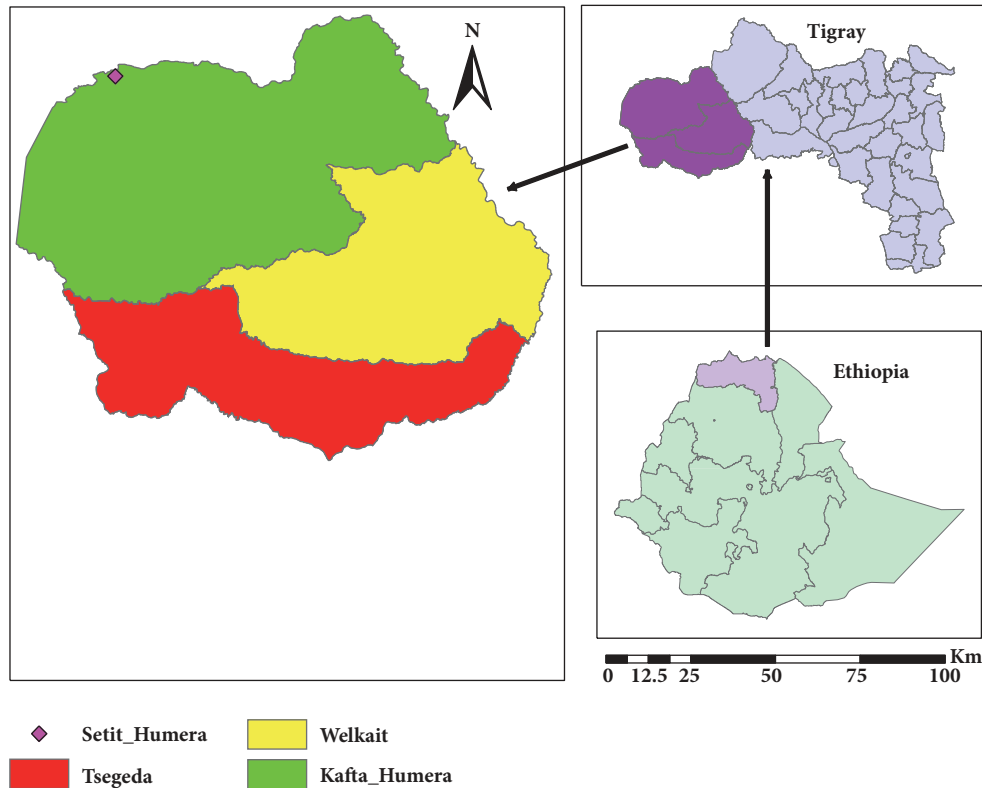 N
Tigray
Ethiopia
Km
0 12.5 25 50 75 100
Setit_Humera
Welkait
Tsegeda
Kafta_Humera